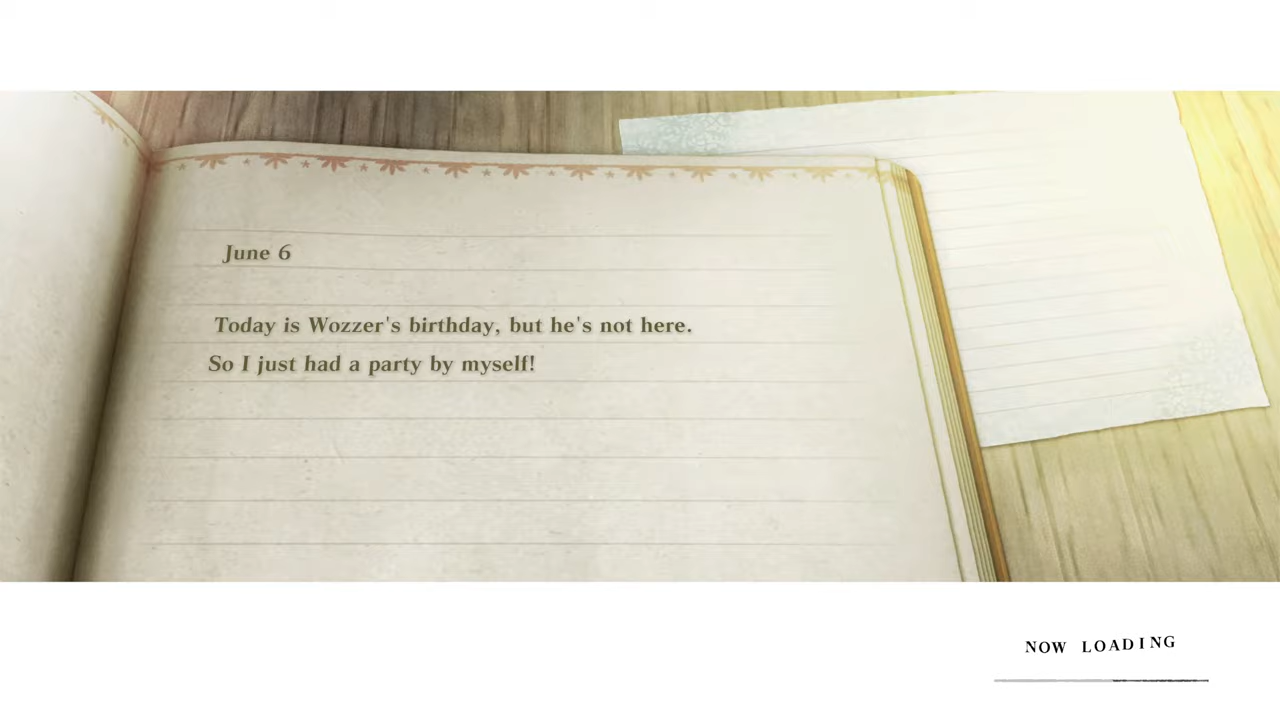 June 6
Today is Wozzer's birthday, but he's not here.
So I just had a party by myself!
NOW LOADING